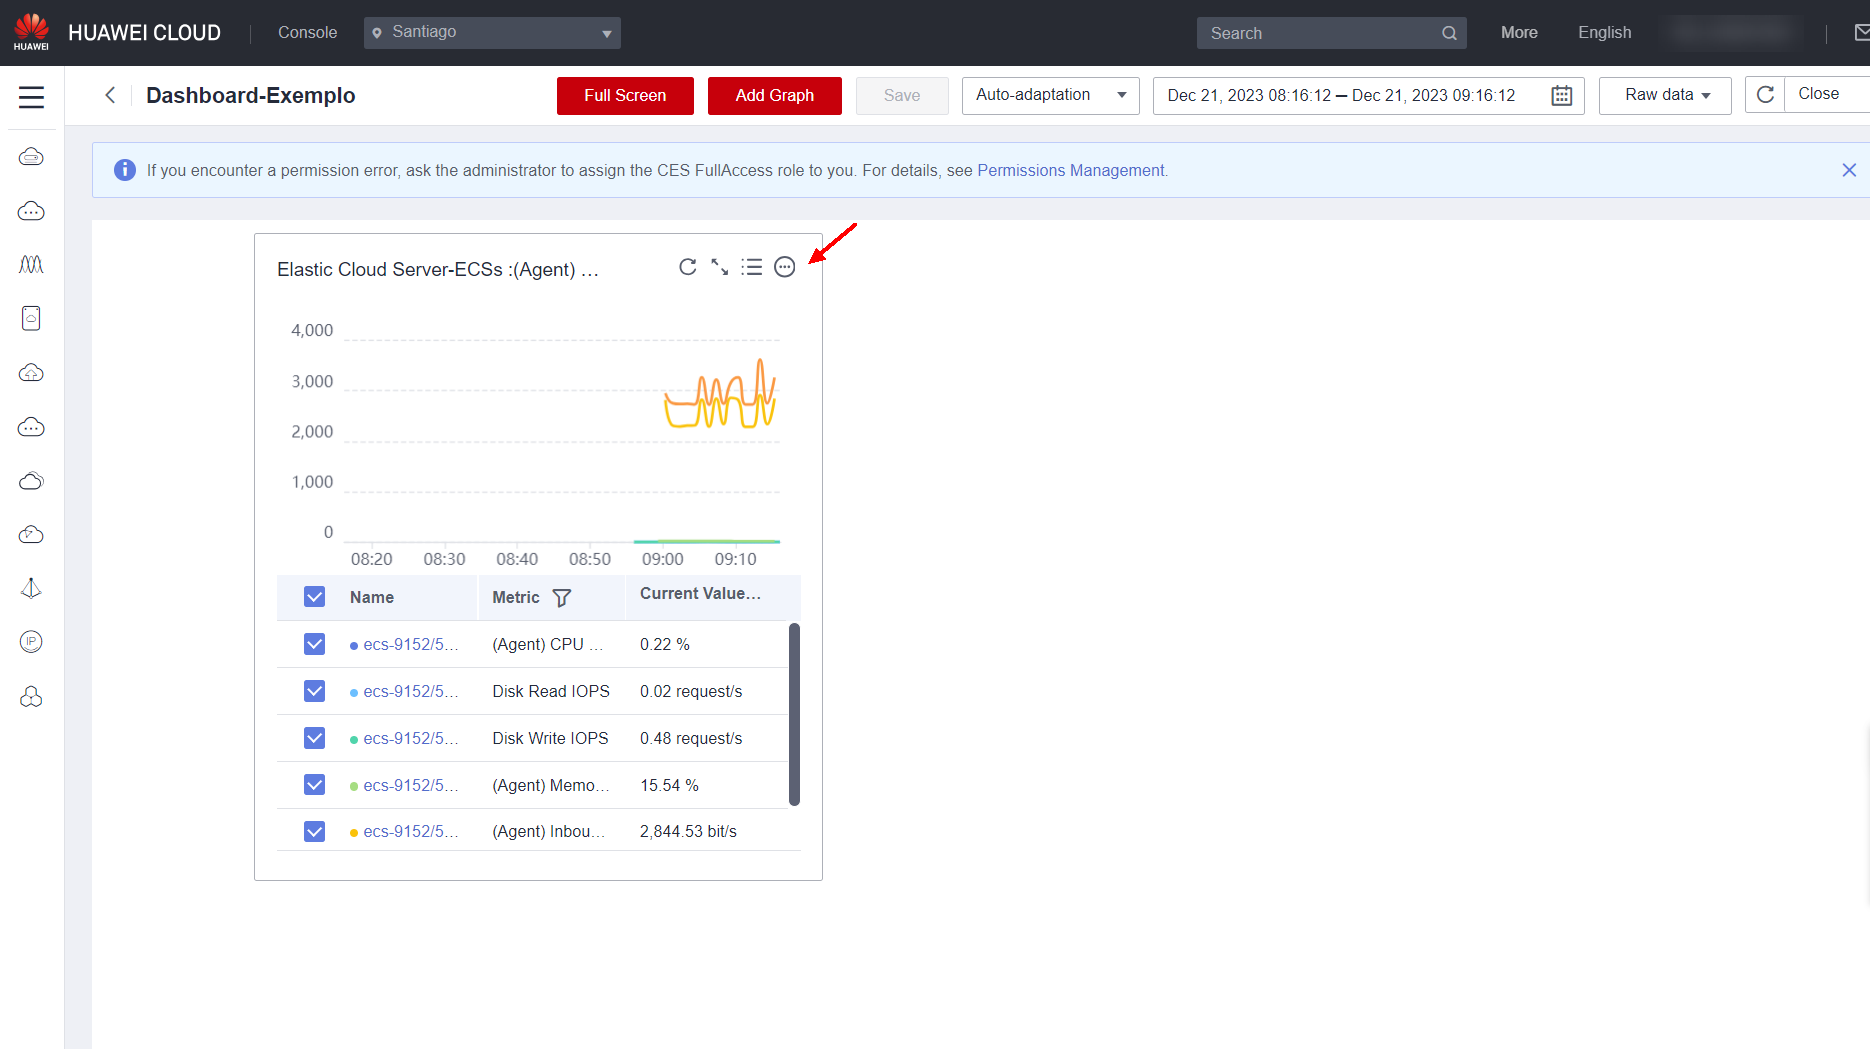 HUAWEI
HUAWEI CLOUD
Console
Santiago
Search
More
English
Dashboard-Exemplo
Full Screen
Add Graph
Save
Auto-adaptation
Dec 21, 2023 08:16:12 — Dec 21, 2023 09:16:12
Raw data
Close
If you encounter a permission error, ask the administrator to assign the CES FullAccess role to you. For details, see Permissions Management.
Elastic Cloud Server-ECSs :(Agent) …
4,000
3,000
2,000
1,000
0
08:20 08:30 08:40 08:50 09:00 09:10
Name Metric Current Value…
ecs-9152/5… (Agent) CPU … 0.22 %
ecs-9152/5… Disk Read IOPS 0.02 request/s
ecs-9152/5… Disk Write IOPS 0.48 request/s
ecs-9152/5… (Agent) Memo… 15.54 %
ecs-9152/5… (Agent) Inbou… 2,844.53 bit/s
IP